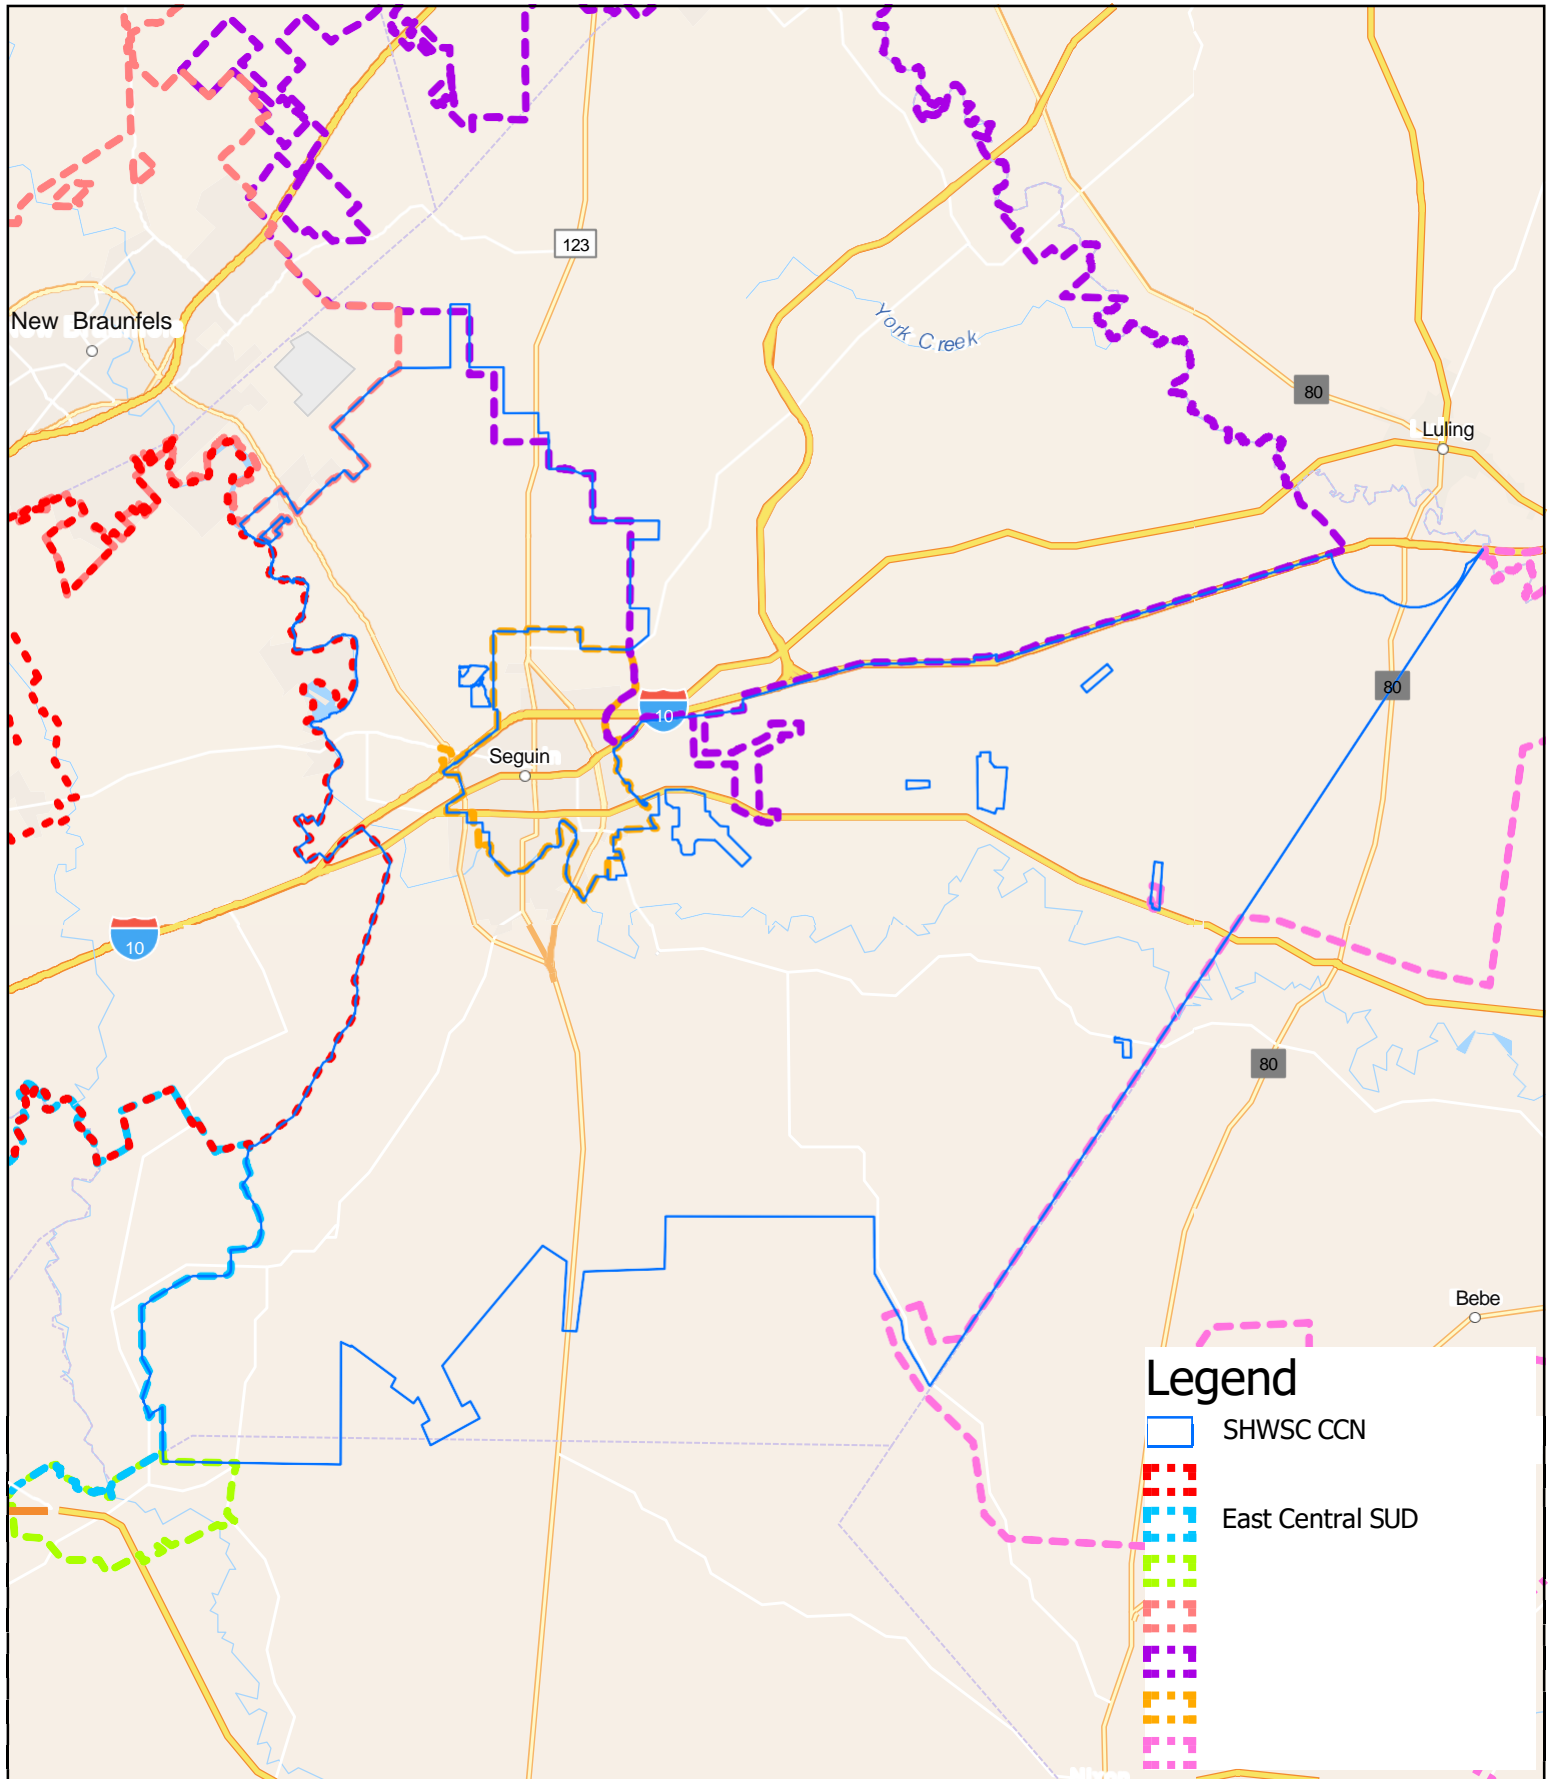 123
New Braunfels
York Creek
80
Luling
80
10
Seguin
10
80
Bebe
Legend
SHWSC CCN
East Central SUD